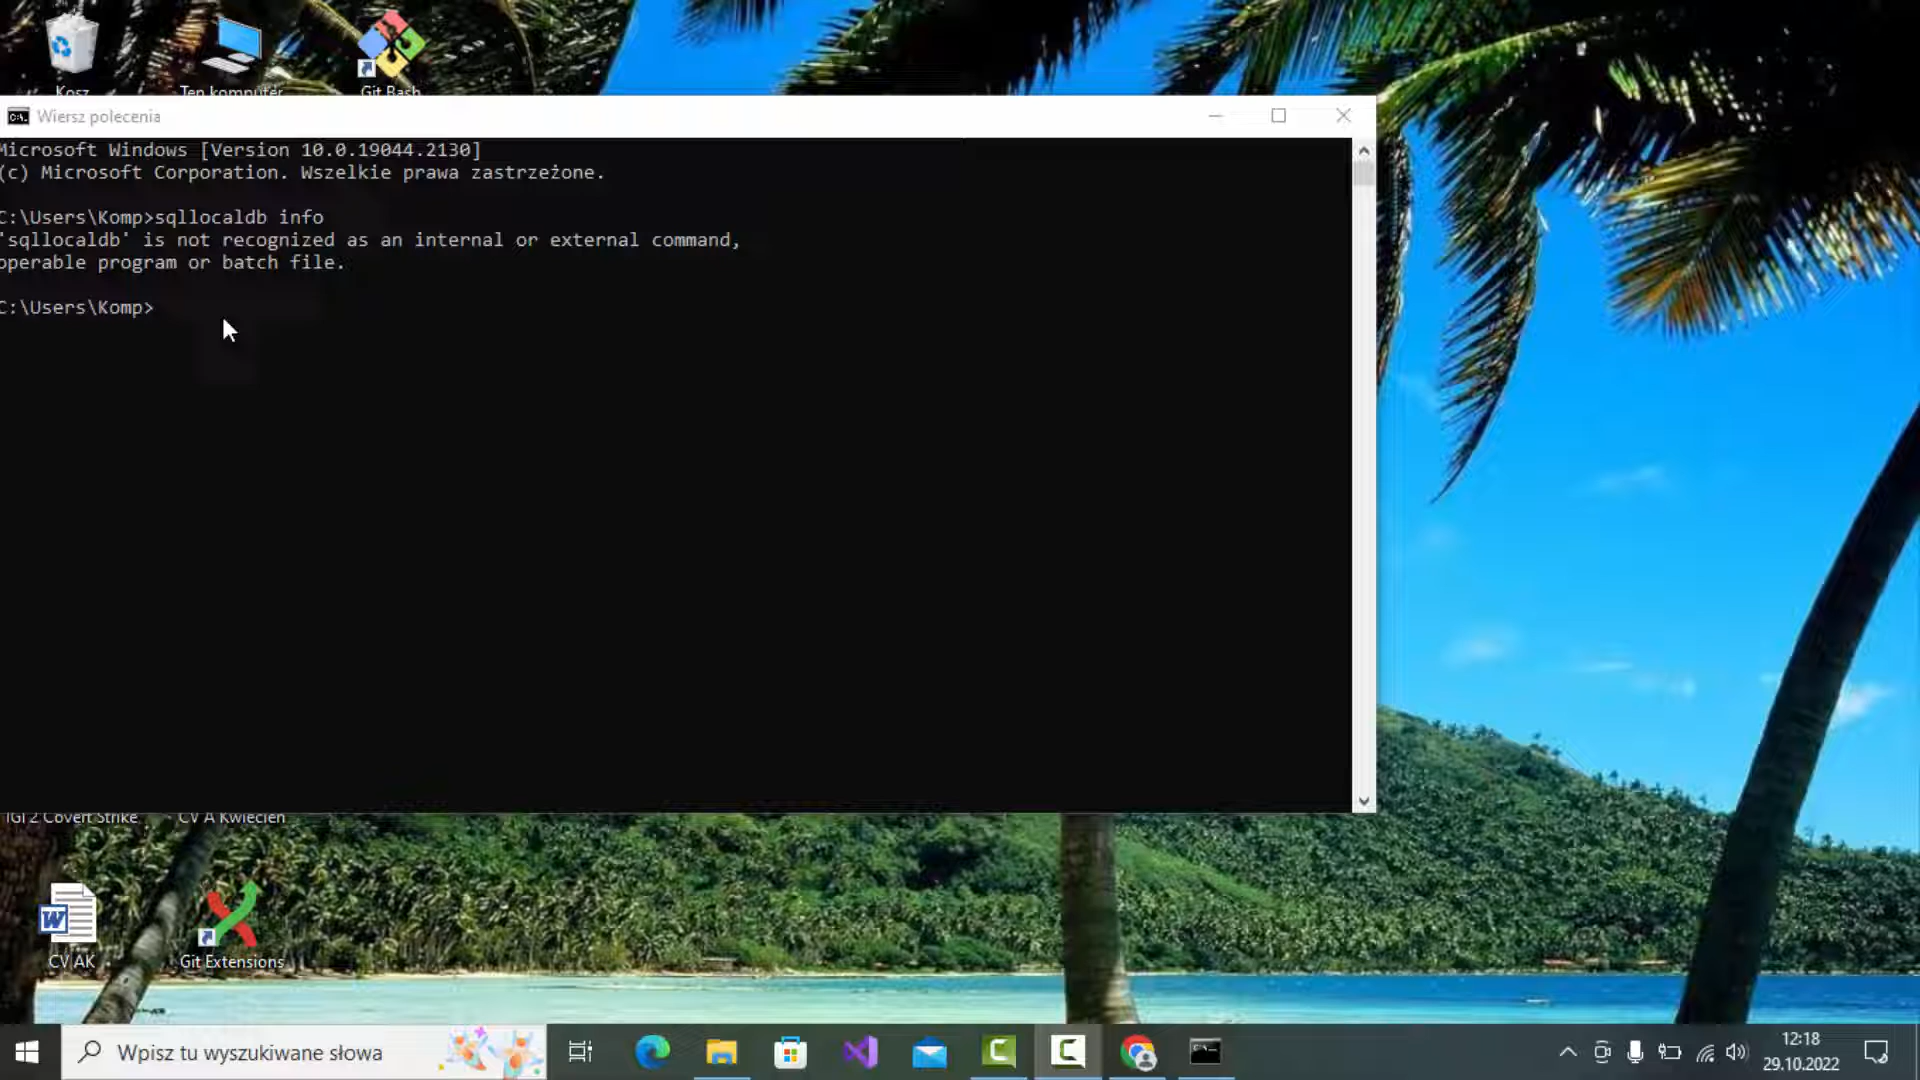 Kosz
Ten komputer
Git Bash
Wiersz polecenia
Microsoft Windows [Version 10.0.19044.2130]
(c) Microsoft Corporation. Wszelkie prawa zastrzeżone.
C:\Users\Komp>sqllocaldb info
'sqllocaldb' is not recognized as an internal or external command,
operable program or batch file.
C:\Users\Komp>
IGI 2 Covert Strike
CV A Kwiecień
CV AK
Git Extensions
Wpisz tu wyszukiwane słowa
12:18
29.10.2022